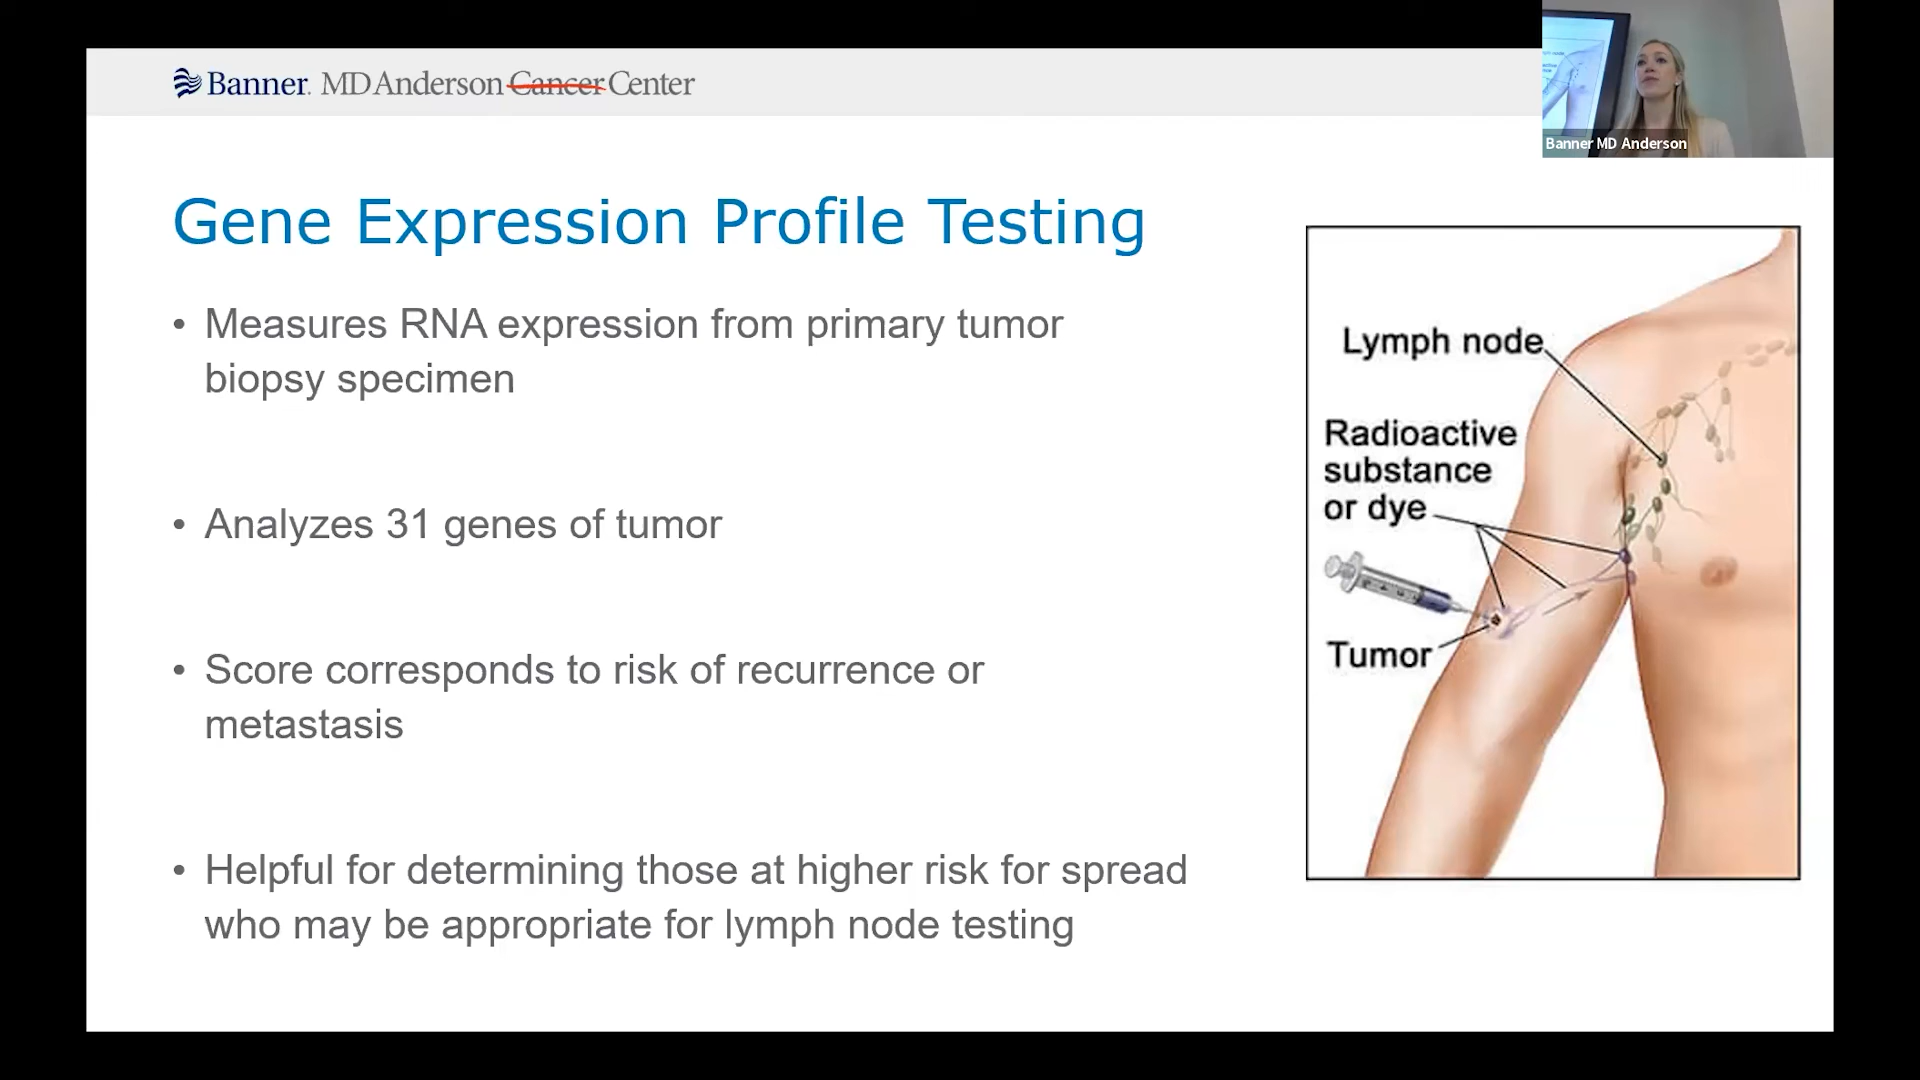 Banner. MD Anderson Cancer Center
Banner MD Anderson
Gene Expression Profile Testing
• Measures RNA expression from primary tumor
biopsy specimen
• Analyzes 31 genes of tumor
• Score corresponds to risk of recurrence or
metastasis
• Helpful for determining those at higher risk for spread
who may be appropriate for lymph node testing
Lymph node
Radioactive
substance
or dye
Tumor